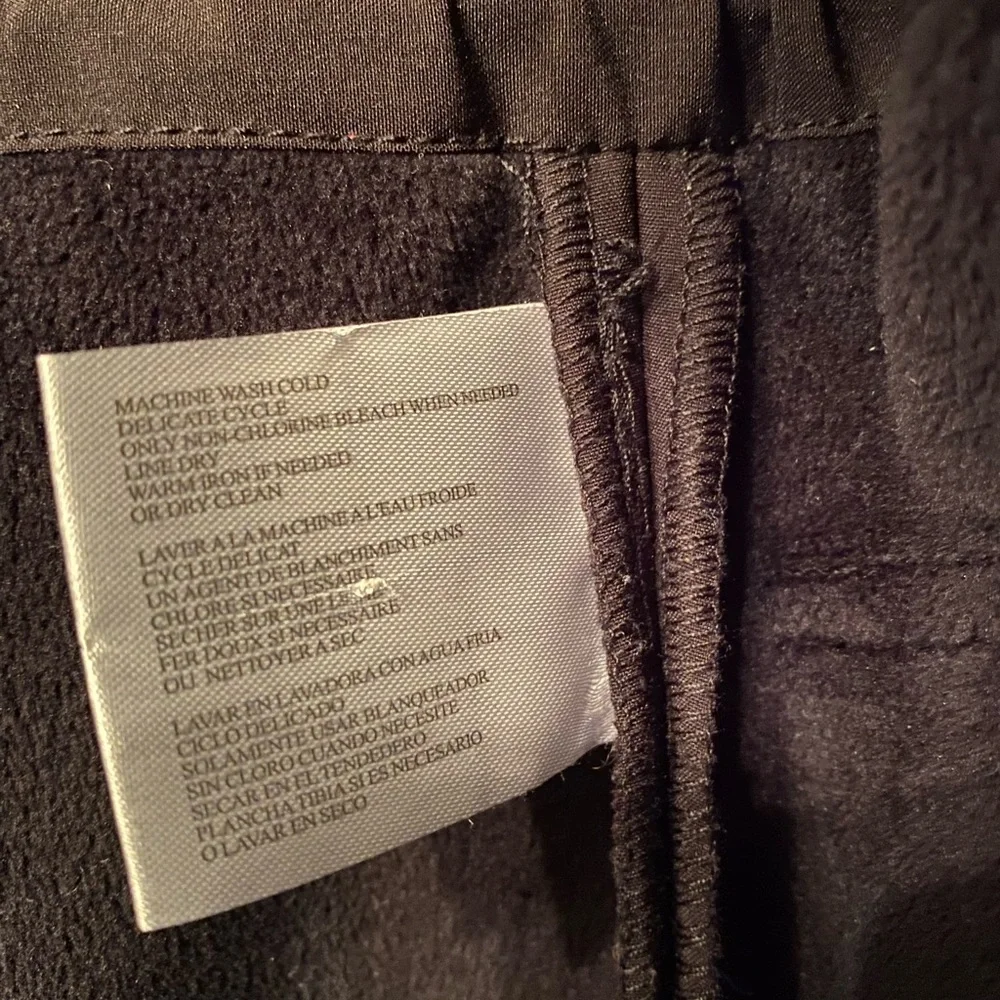 MACHINE WASH COLD
DELICATE CYCLE
ONLY NON-CHLORINE BLEACH WHEN NEEDED
LINE DRY
WARM IRON IF NEEDED
OR DRY CLEAN
LAVER A LA MACHINE A L'EAU FROIDE
CYCLE DELICAT
UN AGENT DE BLANCHIMENT SANS
CHLORE SI NECESSAIRE
SECHER SUR UNE
FER DOUX SI NECESSAIRE
OU NETTOYER A SEC
LAVAR EN LAVADORA CON AGUA FRIA
CICLO DELICADO
SOLAMENTE USAR BLANQUEADOR
SIN CLORO CUANDO NECESITE
SECAR EN EL TENDEDERO
PLANCHA TIBIA SI ES NECESARIO
O LAVAR EN SECO